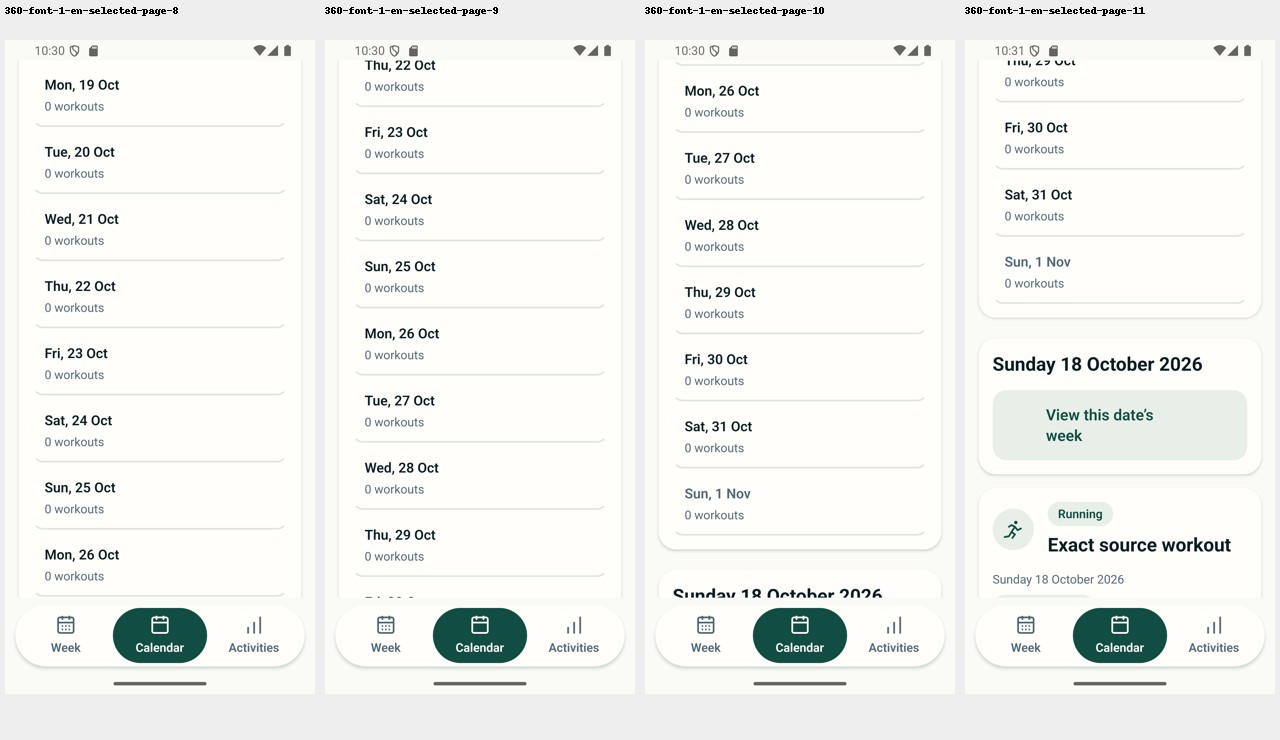 360-font-1-en-selected-page-8
10:30
Mon, 19 Oct
0 workouts
Tue, 20 Oct
0 workouts
Wed, 21 Oct
0 workouts
Thu, 22 Oct
0 workouts
Fri, 23 Oct
0 workouts
Sat, 24 Oct
0 workouts
Sun, 25 Oct
0 workouts
Mon, 26 Oct
0 workouts
Week
Calendar
Activities
360-font-1-en-selected-page-9
10:30
Thu, 22 Oct
0 workouts
Fri, 23 Oct
0 workouts
Sat, 24 Oct
0 workouts
Sun, 25 Oct
0 workouts
Mon, 26 Oct
0 workouts
Tue, 27 Oct
0 workouts
Wed, 28 Oct
0 workouts
Thu, 29 Oct
0 workouts
Week
Calendar
Activities
360-font-1-en-selected-page-10
10:30
Mon, 26 Oct
0 workouts
Tue, 27 Oct
0 workouts
Wed, 28 Oct
0 workouts
Thu, 29 Oct
0 workouts
Fri, 30 Oct
0 workouts
Sat, 31 Oct
0 workouts
Sun, 1 Nov
0 workouts
Sunday 18 October 2026
Week
Calendar
Activities
360-font-1-en-selected-page-11
10:31
Thu, 29 Oct
0 workouts
Fri, 30 Oct
0 workouts
Sat, 31 Oct
0 workouts
Sun, 1 Nov
0 workouts
Sunday 18 October 2026
View this date’s
week
Running
Exact source workout
Sunday 18 October 2026
Week
Calendar
Activities